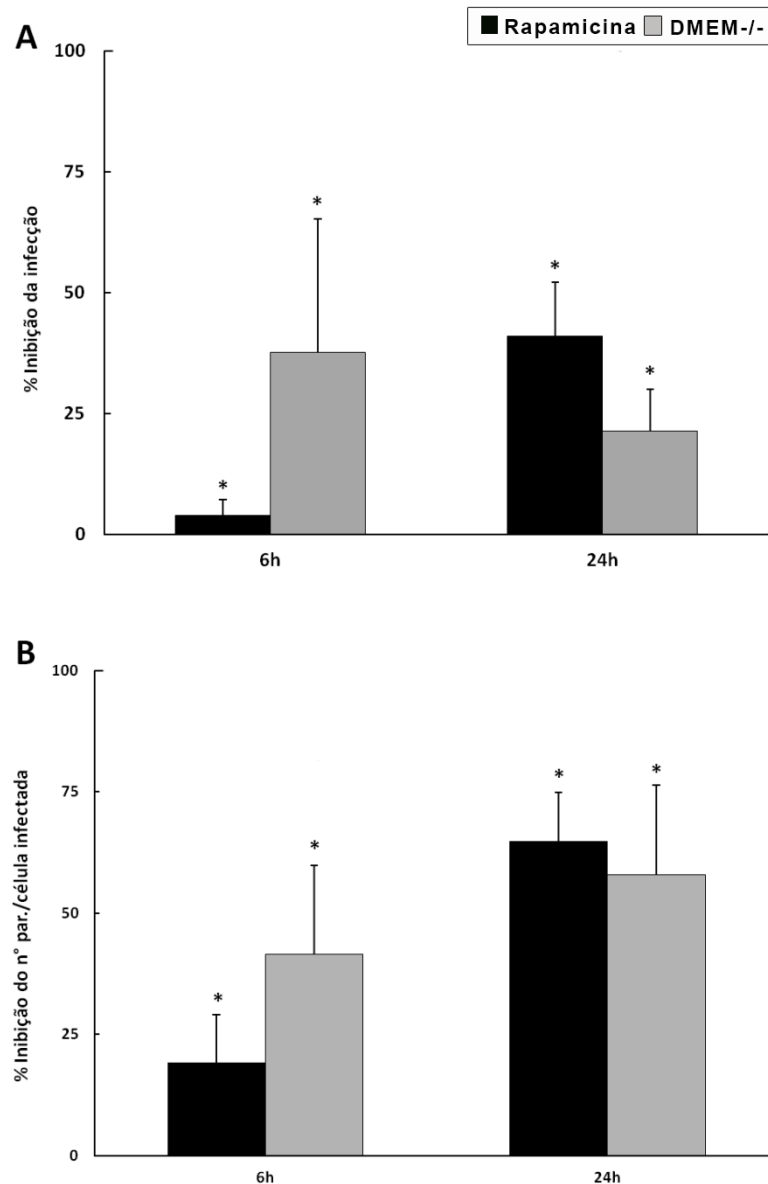 Rapamicina DMEM-/-
A
100
75
50
25
0
% Inibição da infecção
*
*
*
*
6h
24h
B
100
75
50
25
0
% Inibição do n° par./célula infectada
*
*
*
*
6h
24h